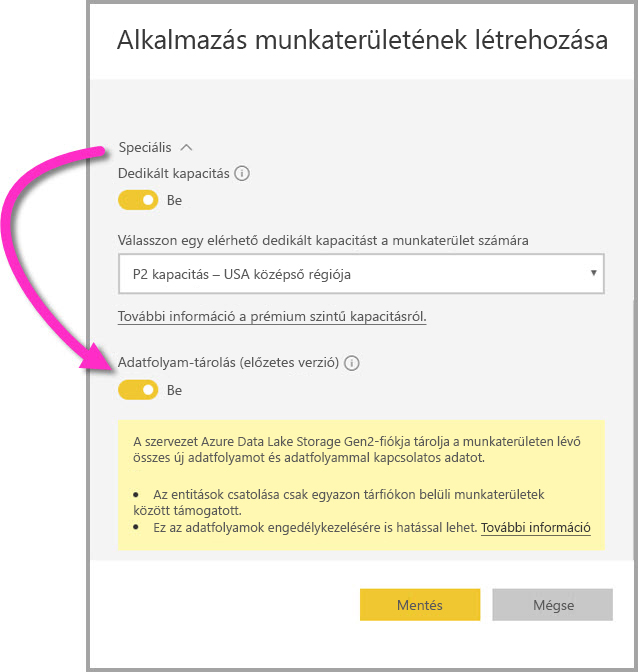 Alkalmazás munkaterületének létrehozása
Speciális
Dedikált kapacitás
Be
Válasszon egy elérhető dedikált kapacitást a munkaterület számára
P2 kapacitás – USA középső régiója
További információ a prémium szintű kapacitásról.
Adatfolyam-tárolás (előzetes verzió)
Be
A szervezet Azure Data Lake Storage Gen2-fiókja tárolja a munkaterületen lévő
összes új adatfolyamot és adatfolyammal kapcsolatos adatot.
• Az entitások csatolása csak egyazon tárfiókon belüli munkaterületek
között támogatott.
• Ez az adatfolyamok engedélykezelésére is hatással lehet. További információ
Mentés
Mégse